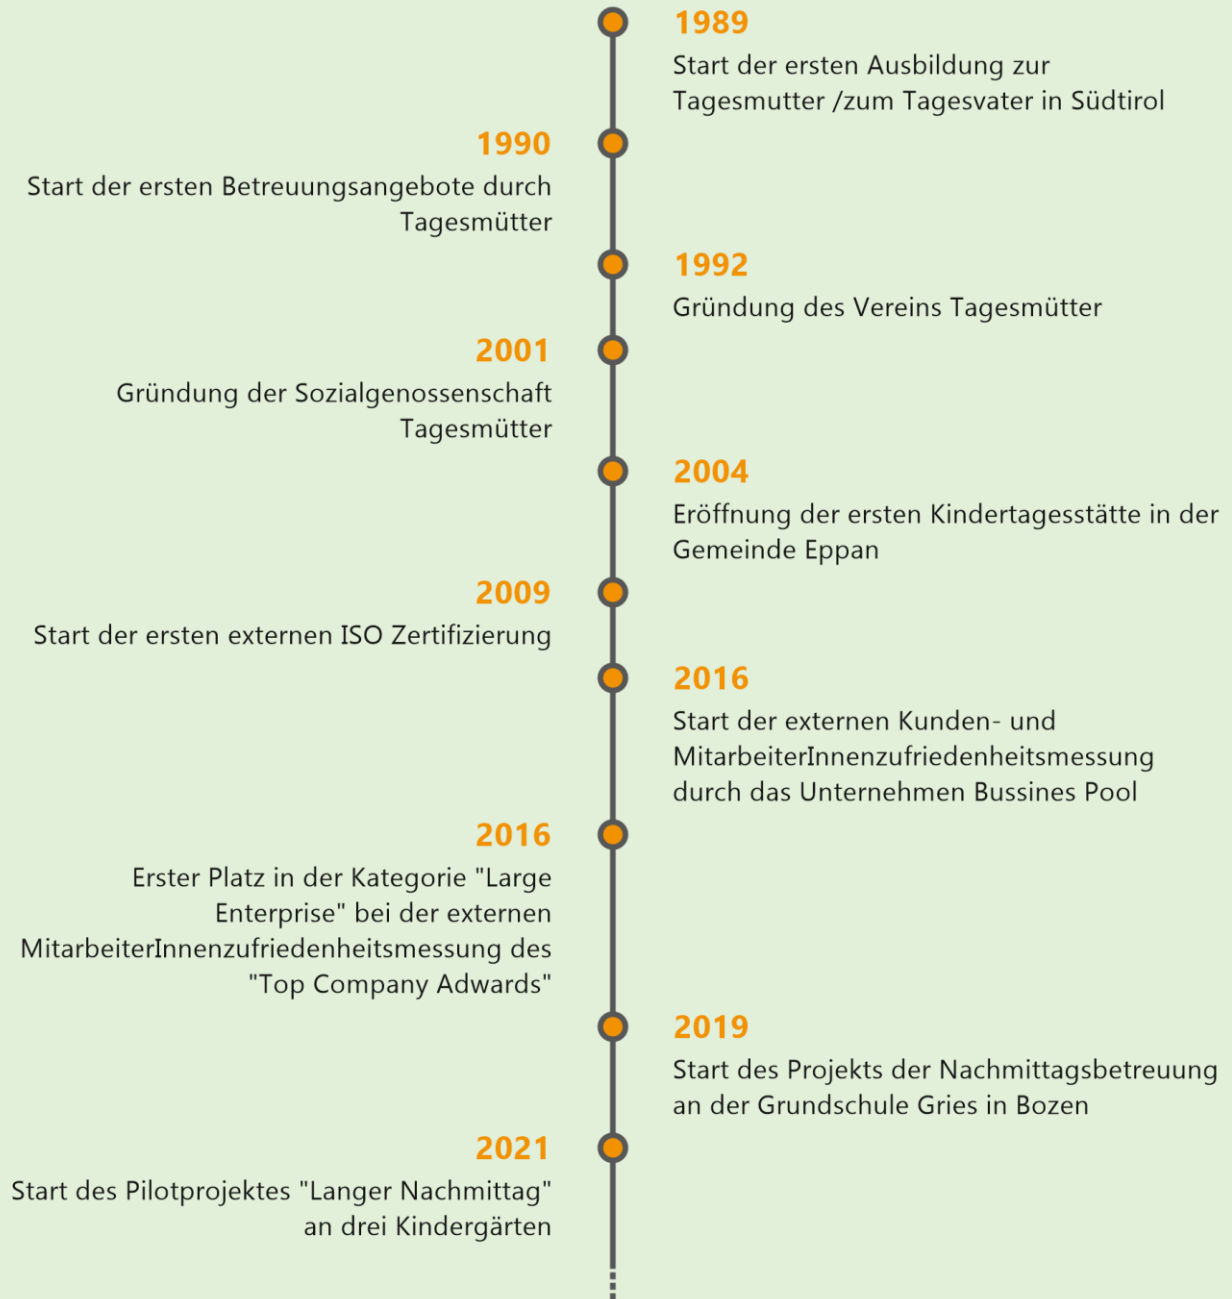 1989
Start der ersten Ausbildung zur
Tagesmutter /zum Tagesvater in Südtirol
1990
Start der ersten Betreuungsangebote durch
Tagesmütter
1992
Gründung des Vereins Tagesmütter
2001
Gründung der Sozialgenossenschaft
Tagesmütter
2004
Eröffnung der ersten Kindertagesstätte in der
Gemeinde Eppan
2009
Start der ersten externen ISO Zertifizierung
2016
Start der externen Kunden- und
MitarbeiterInnenzufriedenheitsmessung
durch das Unternehmen Bussines Pool
2016
Erster Platz in der Kategorie "Large
Enterprise" bei der externen
MitarbeiterInnenzufriedenheitsmessung des
"Top Company Adwards"
2019
Start des Projekts der Nachmittagsbetreuung
an der Grundschule Gries in Bozen
2021
Start des Pilotprojektes "Langer Nachmittag"
an drei Kindergärten